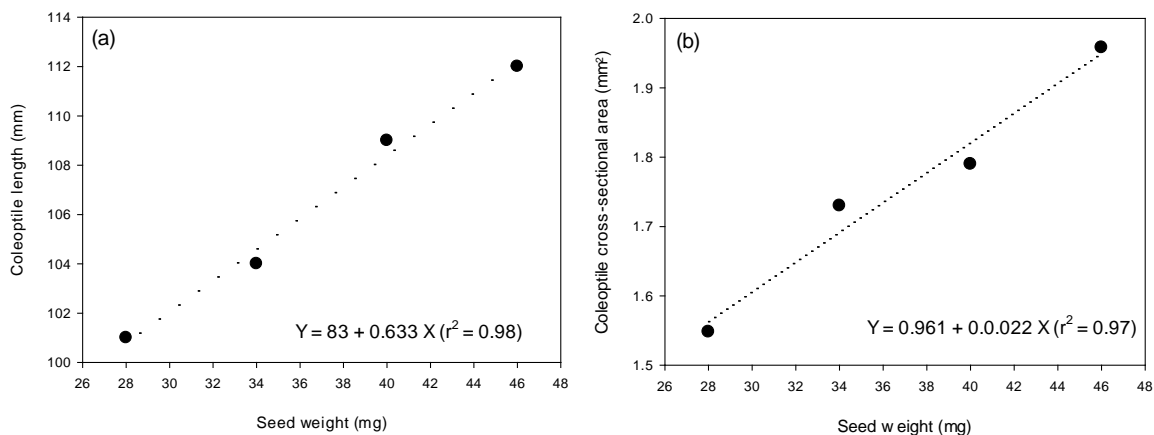 (a)
114
112
110
108
106
104
102
100
Coleoptile length (mm)
Y = 83 + 0.633 X (r² = 0.98)
26 28 30 32 34 36 38 40 42 44 46 48
Seed weight (mg)
(b)
2.0
1.9
1.8
1.7
1.6
1.5
Coleoptile cross-sectional area (mm²)
Y = 0.961 + 0.0.022 X (r² = 0.97)
26 28 30 32 34 36 38 40 42 44 46 48
Seed w eight (mg)